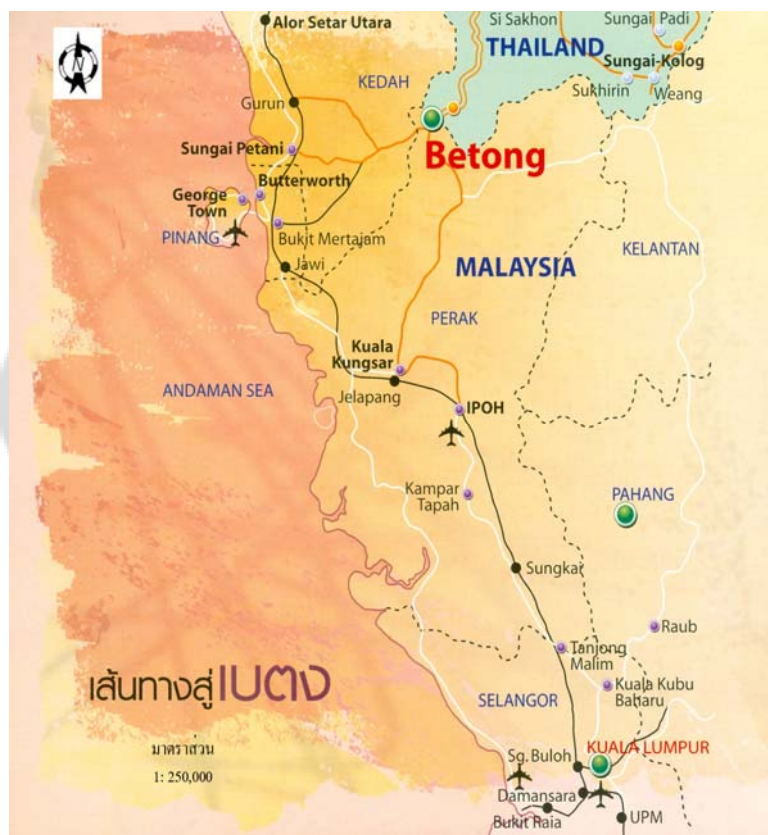 Alor Setar Utara
Si Sakhon
Sungai Padi
THAILAND
Sungai-Kolog
Sukhirin
Weang
KEDAH
Gurun
Betong
Sungai Petani
Butterworth
George
Town
PINANG
Bukit Mertajam
Jawi
MALAYSIA
KELANTAN
PERAK
Kuala
Kungsar
ANDAMAN SEA
Jelapang
IPOH
Kampar
Tapah
PAHANG
Sungkai
Raub
Tanjong
Malim
เส้นทางสู่เบตง
SELANGOR
Kuala Kubu
Baharu
มาตราส่วน
1: 250,000
Sg. Buloh
KUALA LUMPUR
Damansara
Bukit Raia
UPM
N